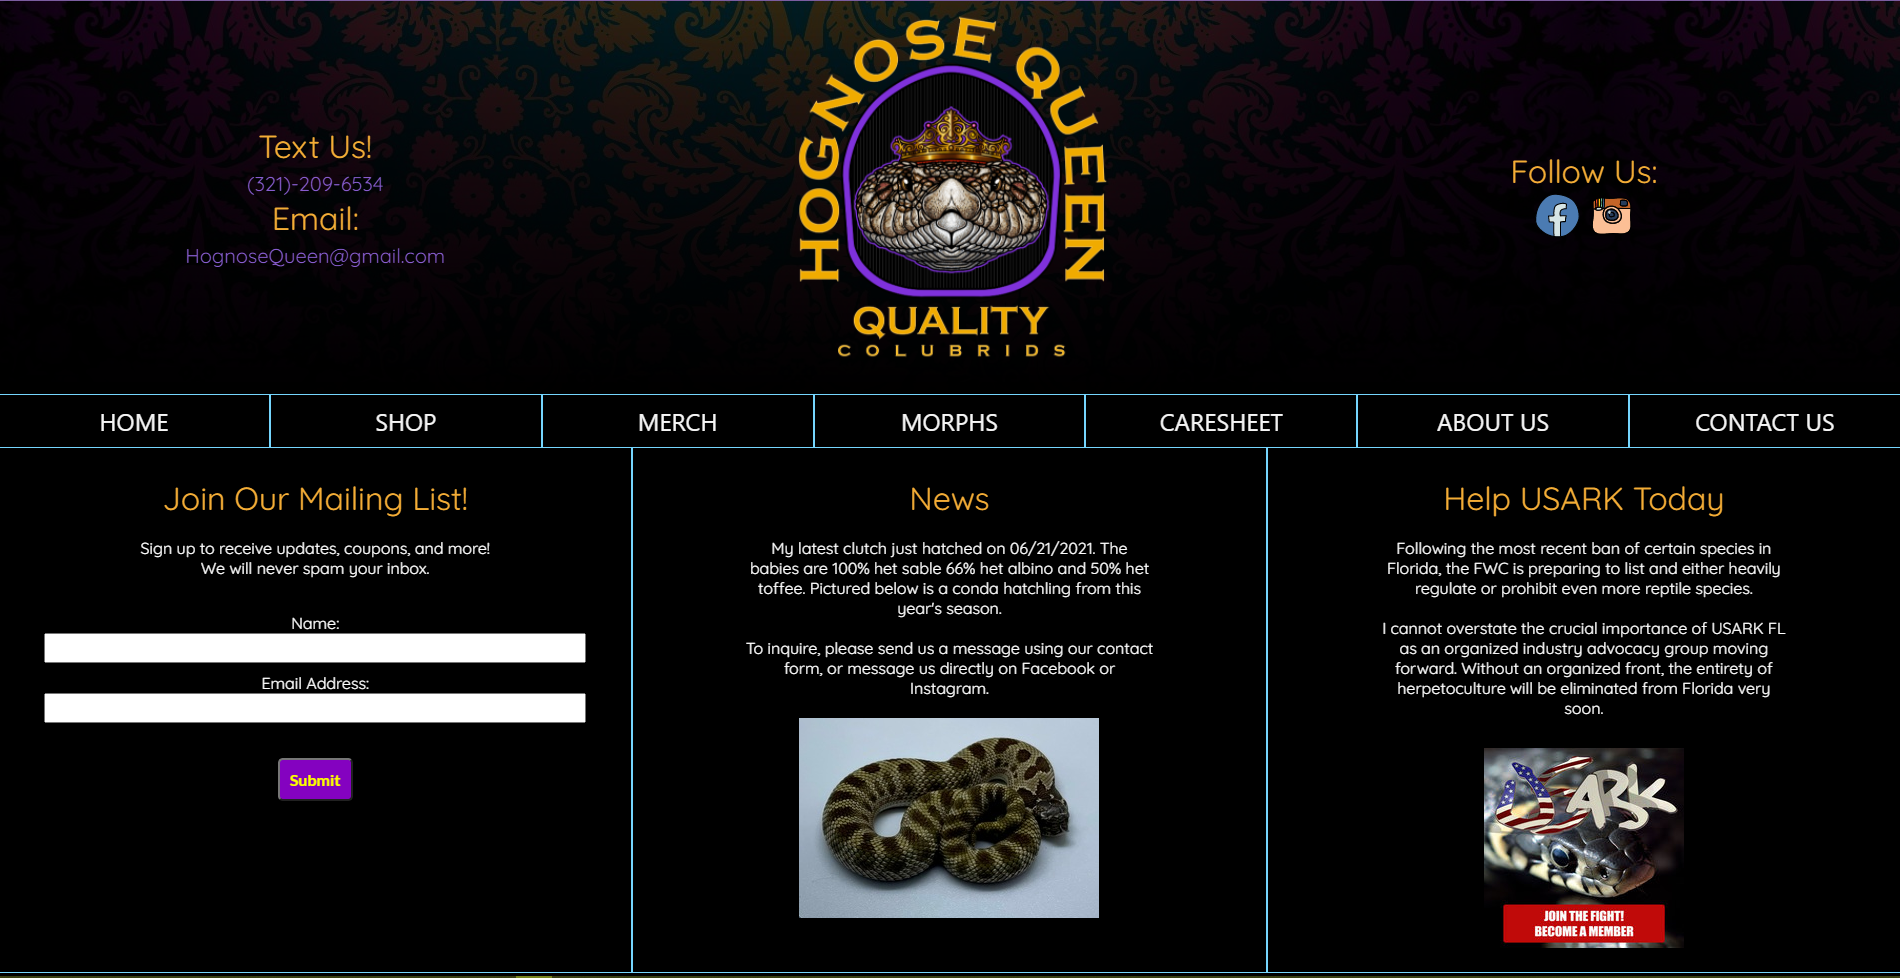 HOGNOSE QUEEN
QUALITY
COLUBRIDS
Text Us!
(321)-209-6534
Email:
HognoseQueen@gmail.com
Follow Us:
HOME
SHOP
MERCH
MORPHS
CARESHEET
ABOUT US
CONTACT US
Join Our Mailing List!
Sign up to receive updates, coupons, and more!
We will never spam your inbox.
Name:
Email Address:
Submit
News
My latest clutch just hatched on 06/21/2021. The
babies are 100% het sable 66% het albino and 50% het
toffee. Pictured below is a conda hatchling from this
year's season.
To inquire, please send us a message using our contact
form, or message us directly on Facebook or
Instagram.
Help USARK Today
Following the most recent ban of certain species in
Florida, the FWC is preparing to list and either heavily
regulate or prohibit even more reptile species.
I cannot overstate the crucial importance of USARK FL
as an organized industry advocacy group moving
forward. Without an organized front, the entirety of
herpetoculture will be eliminated from Florida very
soon.
USARK
JOIN THE FIGHT!
BECOME A MEMBER